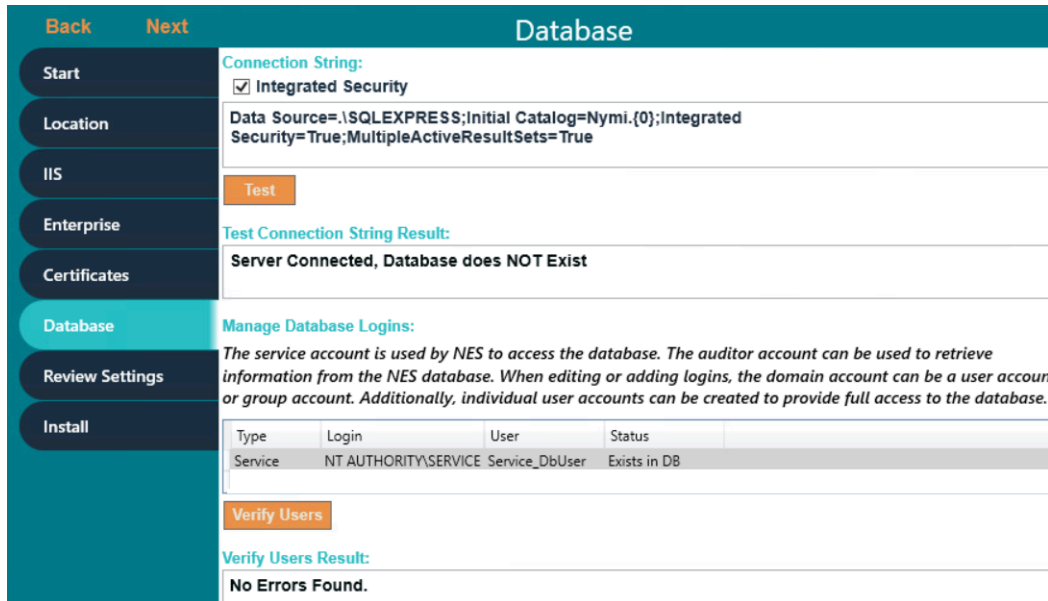 Back Next Database
Start
Location
IIS
Enterprise
Certificates
Database
Review Settings
Install
Connection String:
Integrated Security
Data Source=.\SQLEXPRESS;Initial Catalog=Nymi.{0};Integrated
Security=True;MultipleActiveResultSets=True
Test
Test Connection String Result:
Server Connected, Database does NOT Exist
Manage Database Logins:
The service account is used by NES to access the database. The auditor account can be used to retrieve
information from the NES database. When editing or adding logins, the domain account can be a user accoun
or group account. Additionally, individual user accounts can be created to provide full access to the database.
Type Login User Status
Service NT AUTHORITY\SERVICE Service_DbUser Exists in DB
Verify Users
Verify Users Result:
No Errors Found.